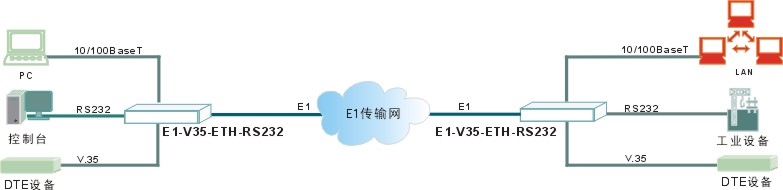 10/100BaseT
PC
RS232
控制台
E1-V35-ETH-RS232
V.35
DTE设备
E1
E1传输网
E1
10/100BaseT
LAN
RS232
工业设备
E1-V35-ETH-RS232
V.35
DTE设备